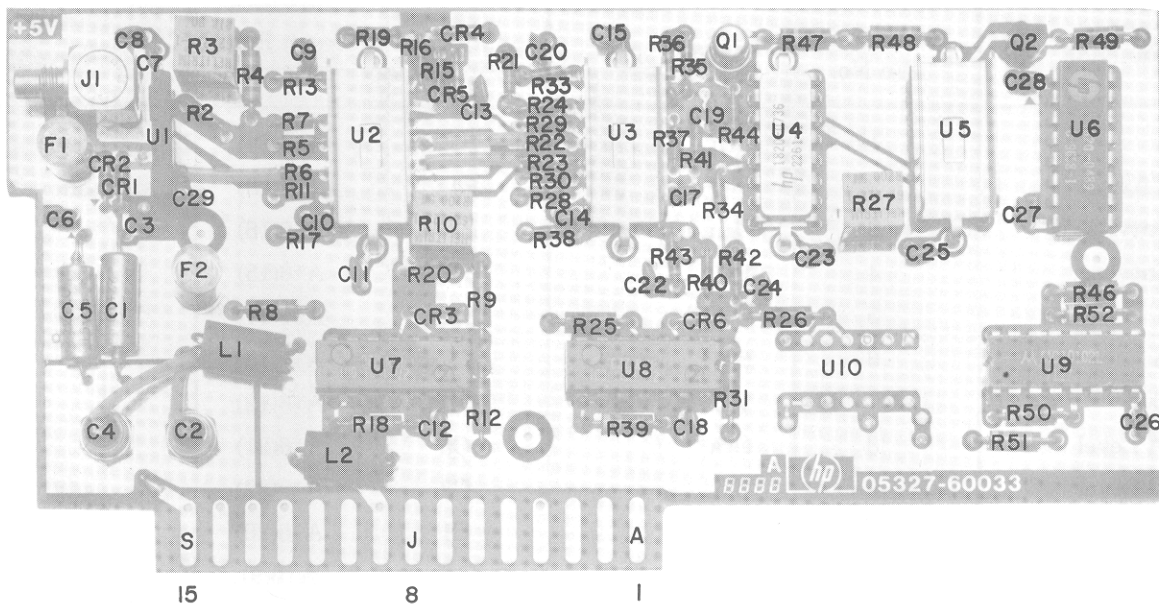 +5V
C8 R3 C9 R19 R16 CR4 C20 C15 R36 Q1 R47 R48 Q2 R49
C7 R4 R13 R15 R21 R35
J1 CR5 R33 C28
R2 R7 C13 R24 C19
F1 U1 R5 U2 R29 U3 R37 R44 U4 U5 U6
R22
CR2 R6 R23 R41
CR1 R11 R30 C17
C29 R28 R34 R27
C6 C3 C10 R10 C14 C27
R17 R38
F2 C11 R20 R43 R42 C23 C25
C5 C1 R9 C22 R40 C24 R46
R8 CR3 R25 CR6 R26 R52
L1 U7 U8 U10 U9
R31
C4 C2 R18 C12 R12 R39 C18 R50 C26
L2 R51
A
8888 hp 05327-60033
S J A
15 8 1